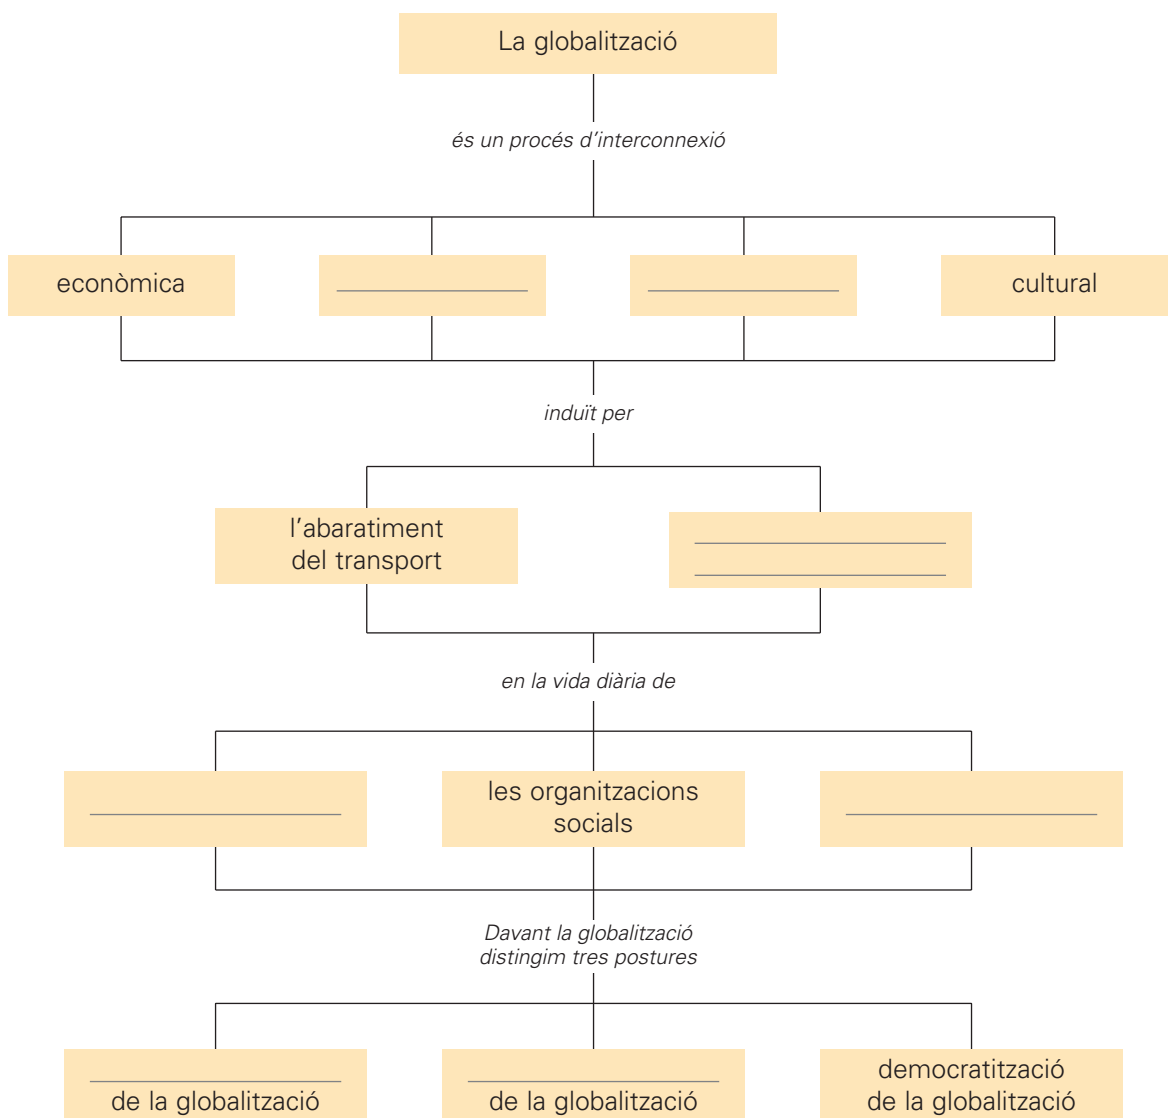 La globalització
és un procés d’interconnexió
econòmica
cultural
induït per
l’abaratiment
del transport
en la vida diària de
les organitzacions
socials
Davant la globalització
distingim tres postures
de la globalització
de la globalització
democratització
de la globalització